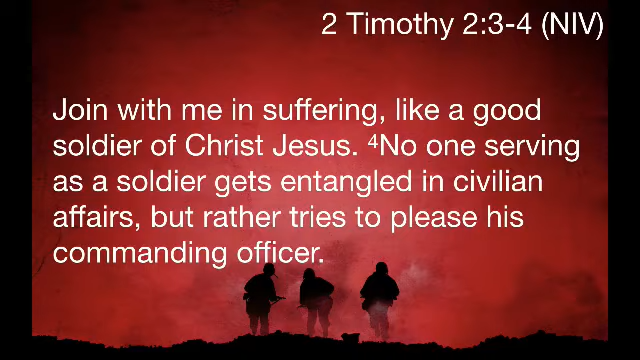 2 Timothy 2:3-4 (NIV)
Join with me in suffering, like a good
soldier of Christ Jesus. ⁴No one serving
as a soldier gets entangled in civilian
affairs, but rather tries to please his
commanding officer.